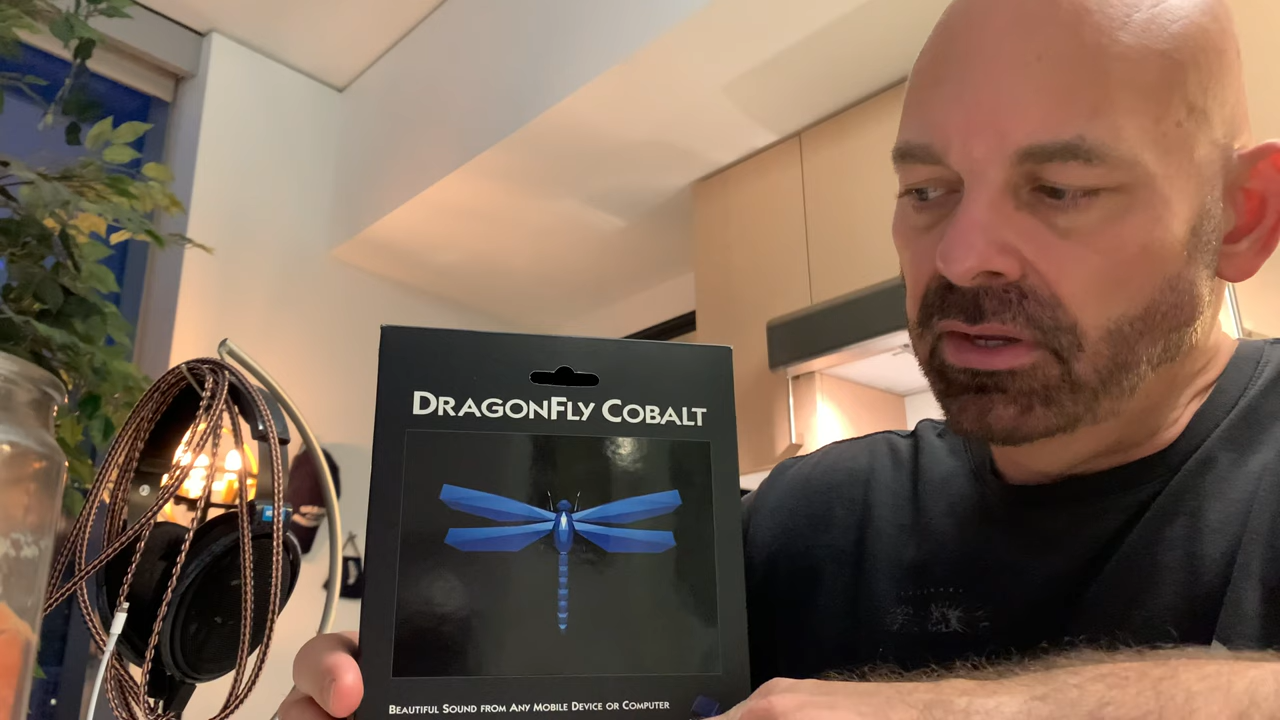 DRAGONFLY COBALT
BEAUTIFUL SOUND FROM ANY MOBILE DEVICE OR COMPUTER